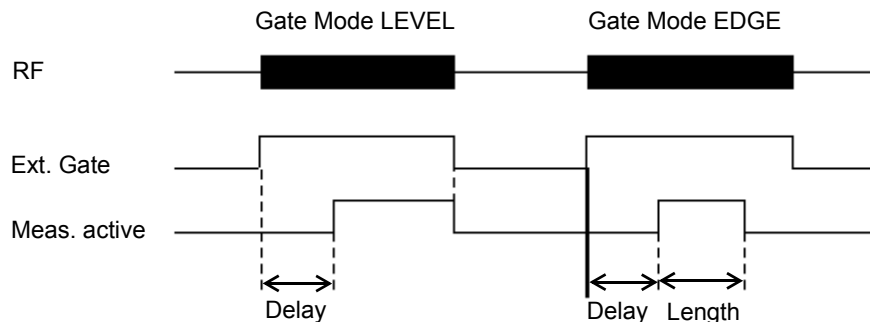 Gate Mode LEVEL Gate Mode EDGE
RF
Ext. Gate
Meas. active
Delay Delay Length